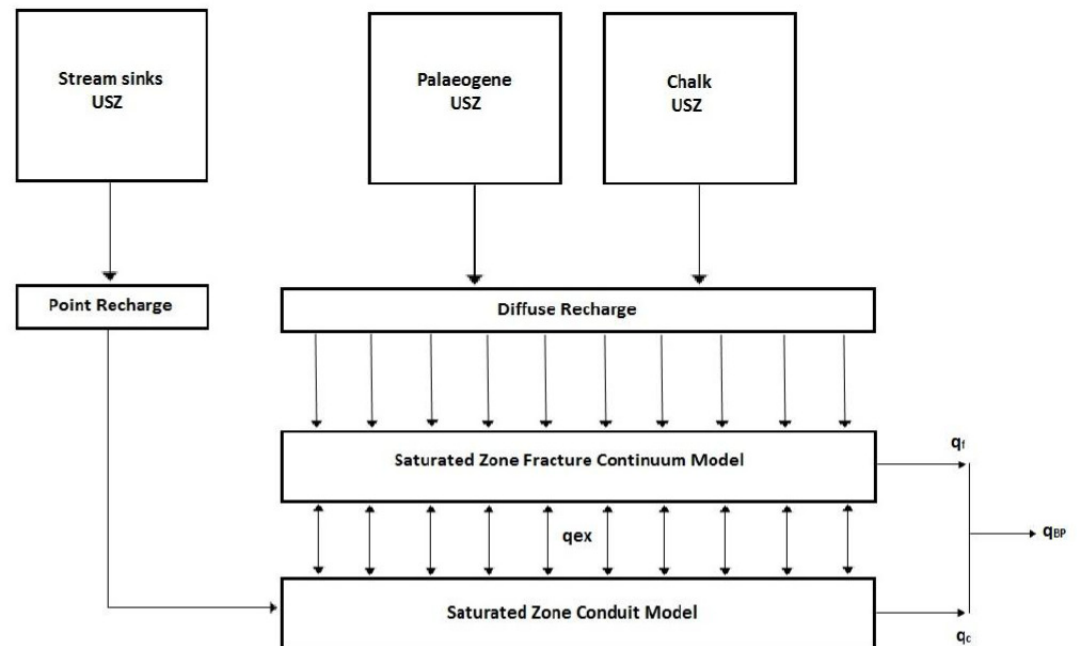 Stream sinks
USZ
Palaeogene
USZ
Chalk
USZ
Point Recharge
Diffuse Recharge
Saturated Zone Fracture Continuum Model
qf
qex
qBP
Saturated Zone Conduit Model
qc